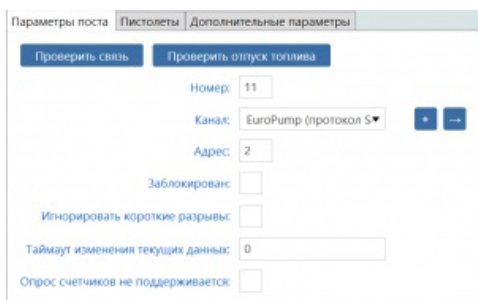 Параметры поста Пистолеты Дополнительные параметры
Проверить связь Проверить отпуск топлива
Номер: 11
Канал: EuroPump (протокол S▼ + →
Адрес: 2
Заблокирован:
Игнорировать короткие разрывы:
Таймаут изменения текущих данных: 0
Опрос счетчиков не поддерживается: